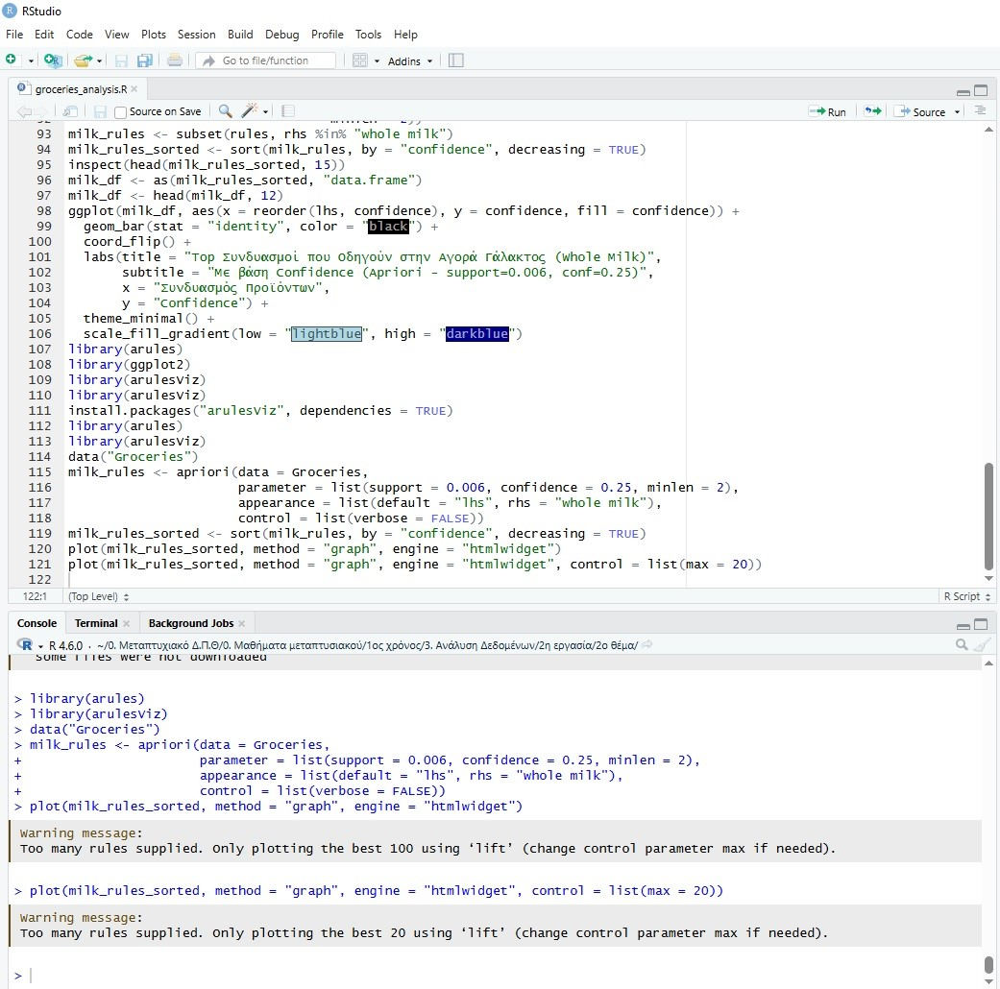 RStudio
File Edit Code View Plots Session Build Debug Profile Tools Help
Go to file/function Addins
groceries_analysis.R
Source on Save Run Source
93 milk_rules <- subset(rules, rhs %in% "whole milk")
94 milk_rules_sorted <- sort(milk_rules, by = "confidence", decreasing = TRUE)
95 inspect(head(milk_rules_sorted, 15))
96 milk_df <- as(milk_rules_sorted, "data.frame")
97 milk_df <- head(milk_df, 12)
98 ggplot(milk_df, aes(x = reorder(lhs, confidence), y = confidence, fill = confidence)) +
99 geom_bar(stat = "identity", color = "black") +
100 coord_flip() +
101 labs(title = "Top Συνδυασμοί που Οδηγούν στην Αγορά Γάλακτος (Whole Milk)",
102 subtitle = "Με βάση Confidence (Apriori - support=0.006, conf=0.25)",
103 x = "Συνδυασμός Προϊόντων",
104 y = "Confidence") +
105 theme_minimal() +
106 scale_fill_gradient(low = "lightblue", high = "darkblue")
107 library(arules)
108 library(ggplot2)
109 library(arulesViz)
110 library(arulesViz)
111 install.packages("arulesViz", dependencies = TRUE)
112 library(arules)
113 library(arulesViz)
114 data("Groceries")
115 milk_rules <- apriori(data = Groceries,
116 parameter = list(support = 0.006, confidence = 0.25, minlen = 2),
117 appearance = list(default = "lhs", rhs = "whole milk"),
118 control = list(verbose = FALSE))
119 milk_rules_sorted <- sort(milk_rules, by = "confidence", decreasing = TRUE)
120 plot(milk_rules_sorted, method = "graph", engine = "htmlwidget")
121 plot(milk_rules_sorted, method = "graph", engine = "htmlwidget", control = list(max = 20))
122
122:1 (Top Level) R Script
Console Terminal Background Jobs
R 4.6.0 · ~/0. Μεταπτυχιακό Δ.Π.Θ/0. Μαθήματα μεταπτυσιακού/1ος χρόνος/3. Ανάλυση Δεδομένων/2η εργασία/2ο θέμα/
some files were not downloaded
> library(arules)
> library(arulesViz)
> data("Groceries")
> milk_rules <- apriori(data = Groceries,
+ parameter = list(support = 0.006, confidence = 0.25, minlen = 2),
+ appearance = list(default = "lhs", rhs = "whole milk"),
+ control = list(verbose = FALSE))
> plot(milk_rules_sorted, method = "graph", engine = "htmlwidget")
Warning message:
Too many rules supplied. Only plotting the best 100 using ‘lift’ (change control parameter max if needed).
> plot(milk_rules_sorted, method = "graph", engine = "htmlwidget", control = list(max = 20))
Warning message:
Too many rules supplied. Only plotting the best 20 using ‘lift’ (change control parameter max if needed).
>